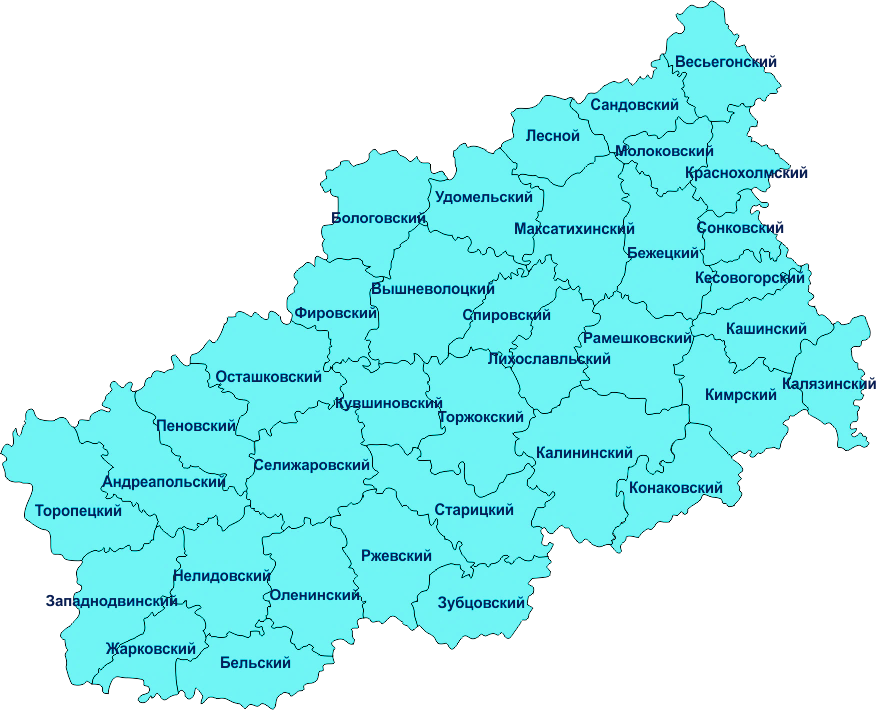 Весьегонский
Сандовский
Лесной
Молоковский
Краснохолмский
Удомельский
Бологовский
Максатихинский
Сонковский
Бежецкий
Кесовогорский
Вышневолоцкий
Фировский
Спировский
Кашинский
Рамешковский
Лихославльский
Осташковский
Калязинский
Кимрский
Кувшиновский
Торжокский
Пеновский
Калининский
Селижаровский
Андреапольский
Конаковский
Торопецкий
Старицкий
Ржевский
Нелидовский
Оленинский
Западнодвинский
Зубцовский
Жарковский
Бельский